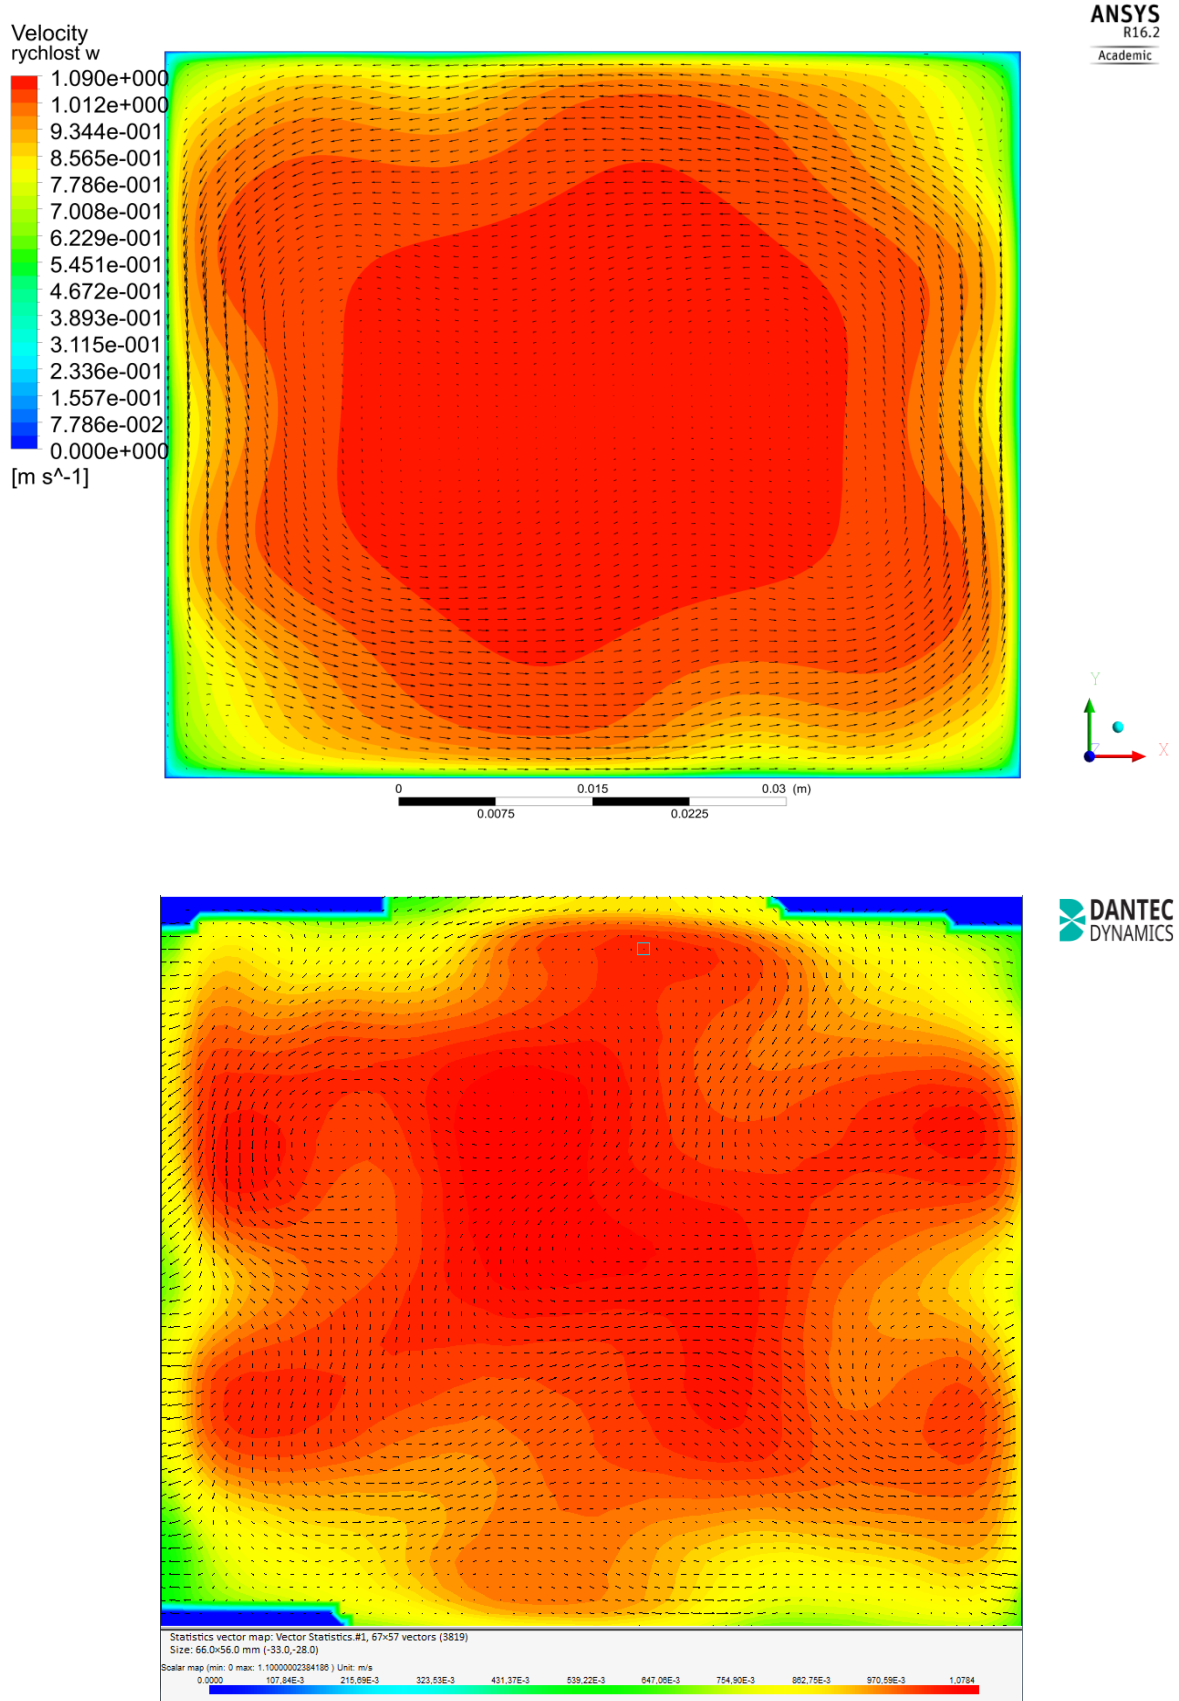 ANSYS
R16.2
Academic
Velocity
rychlost w
1.090e+000
1.012e+000
9.344e-001
8.565e-001
7.786e-001
7.008e-001
6.229e-001
5.451e-001
4.672e-001
3.893e-001
3.115e-001
2.336e-001
1.557e-001
7.786e-002
0.000e+000
[m s^-1]
Y
Z X
0 0.015 0.03 (m)
0.0075 0.0225
DANTEC
DYNAMICS
Statistics vector map: Vector Statistics.#1, 67×57 vectors (3819)
Size: 66.0×56.0 mm (-33.0,-28.0)
Scalar map (min: 0 max: 1.10000002384186 ) Unit: m/s
0.0000 107,84E-3 215,69E-3 323,53E-3 431,37E-3 539,22E-3 647,06E-3 754,90E-3 862,75E-3 970,59E-3 1,0784